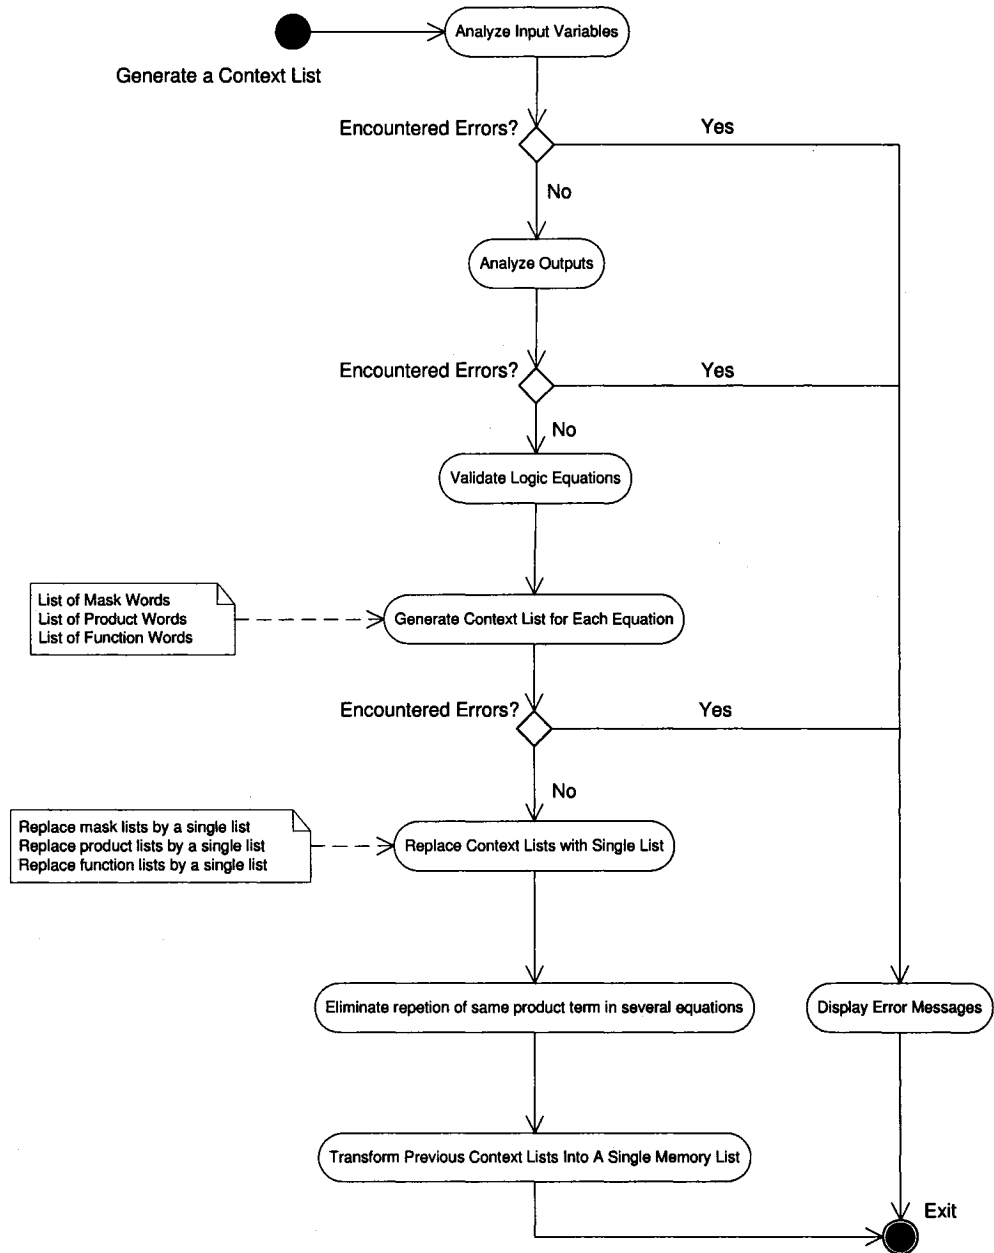 Analyze Input Variables
Generate a Context List
Encountered Errors?
Yes
No
Analyze Outputs
Encountered Errors?
Yes
No
Validate Logic Equations
List of Mask Words
List of Product Words
List of Function Words
Generate Context List for Each Equation
Encountered Errors?
Yes
No
Replace mask lists by a single list
Replace product lists by a single list
Replace function lists by a single list
Replace Context Lists with Single List
Eliminate repetion of same product term in several equations
Display Error Messages
Transform Previous Context Lists Into A Single Memory List
Exit